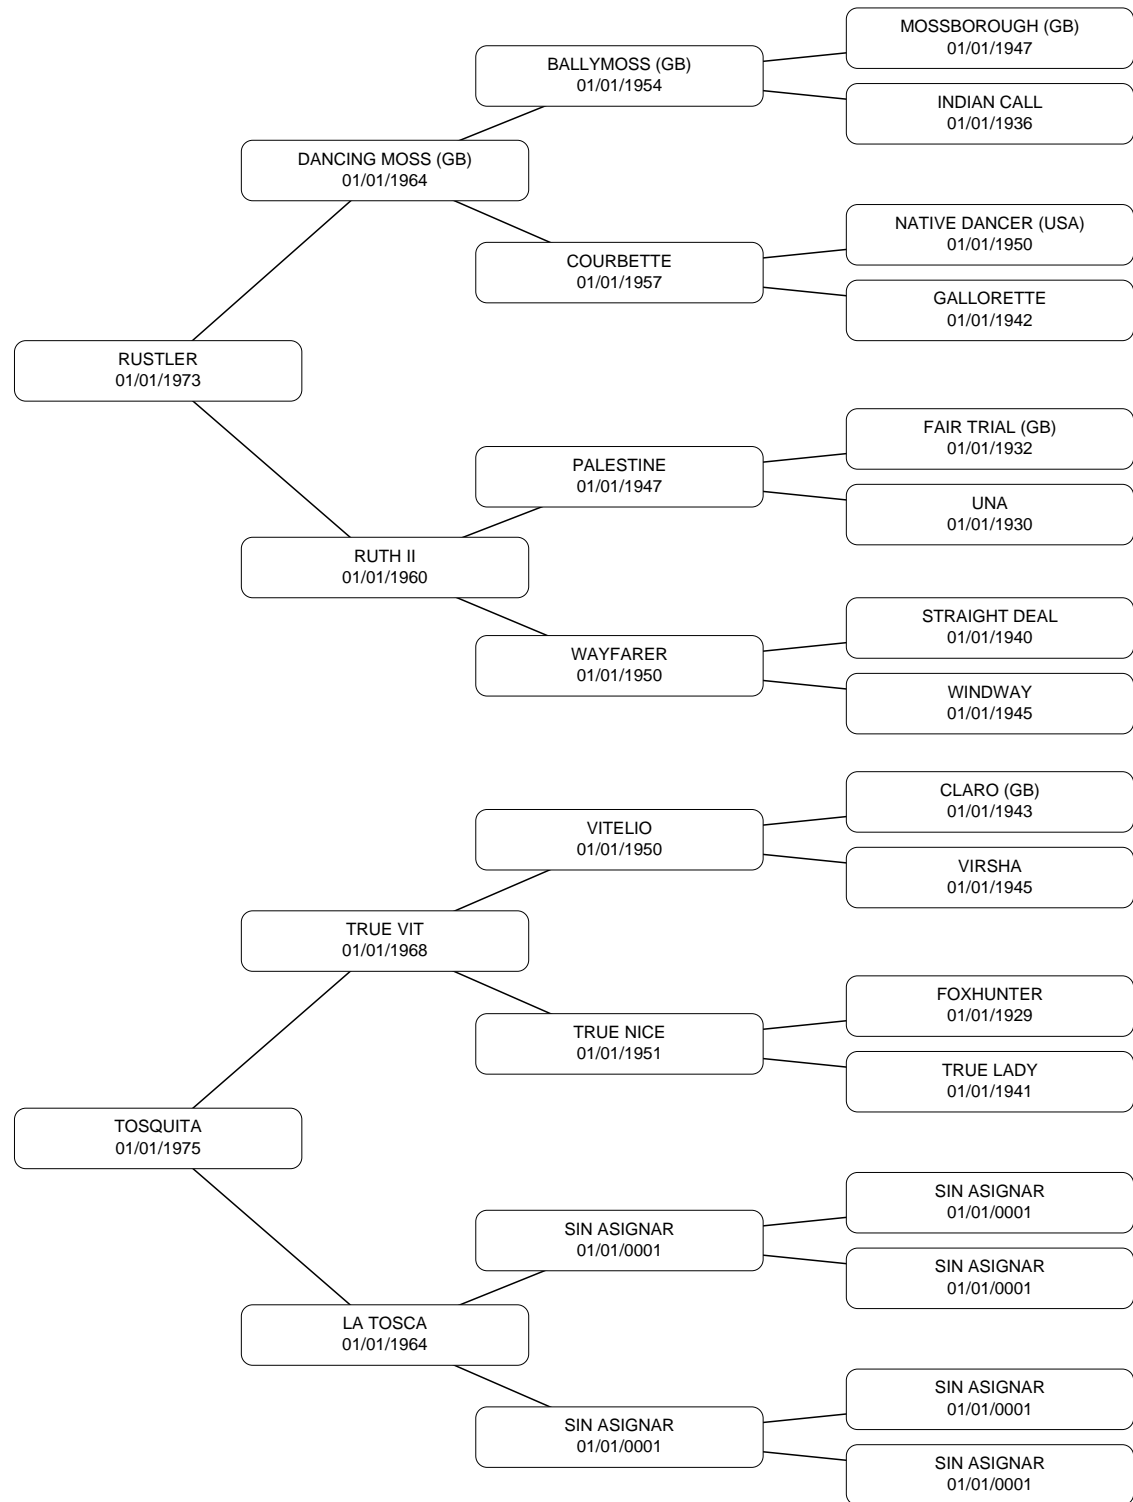 MOSSBOROUGH (GB)
01/01/1947
BALLYMOSS (GB)
01/01/1954
INDIAN CALL
01/01/1936
DANCING MOSS (GB)
01/01/1964
NATIVE DANCER (USA)
01/01/1950
COURBETTE
01/01/1957
GALLORETTE
01/01/1942
RUSTLER
01/01/1973
FAIR TRIAL (GB)
01/01/1932
PALESTINE
01/01/1947
UNA
01/01/1930
RUTH II
01/01/1960
STRAIGHT DEAL
01/01/1940
WAYFARER
01/01/1950
WINDWAY
01/01/1945
CLARO (GB)
01/01/1943
VITELIO
01/01/1950
VIRSHA
01/01/1945
TRUE VIT
01/01/1968
FOXHUNTER
01/01/1929
TRUE NICE
01/01/1951
TRUE LADY
01/01/1941
TOSQUITA
01/01/1975
SIN ASIGNAR
01/01/0001
SIN ASIGNAR
01/01/0001
SIN ASIGNAR
01/01/0001
LA TOSCA
01/01/1964
SIN ASIGNAR
01/01/0001
SIN ASIGNAR
01/01/0001
SIN ASIGNAR
01/01/0001